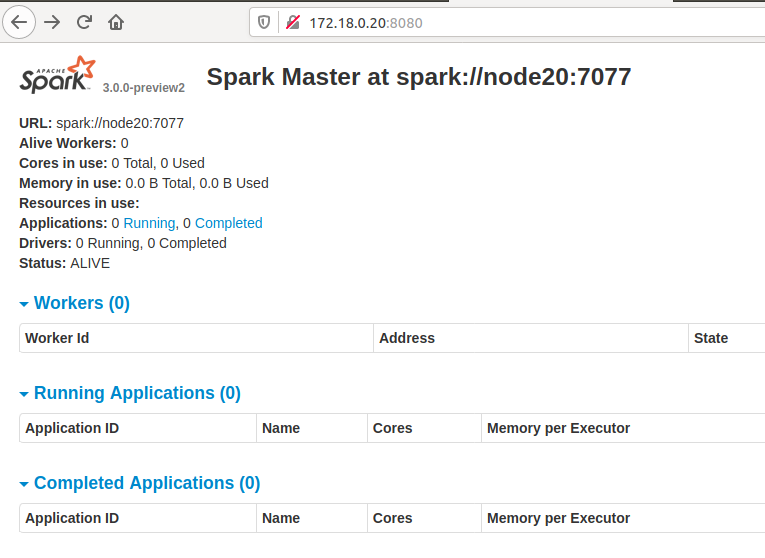 172.18.0.20:8080
APACHE
Spark 3.0.0-preview2 Spark Master at spark://node20:7077
URL: spark://node20:7077
Alive Workers: 0
Cores in use: 0 Total, 0 Used
Memory in use: 0.0 B Total, 0.0 B Used
Resources in use:
Applications: 0 Running, 0 Completed
Drivers: 0 Running, 0 Completed
Status: ALIVE
Workers (0)
Worker Id Address State
Running Applications (0)
Application ID Name Cores Memory per Executor
Completed Applications (0)
Application ID Name Cores Memory per Executor